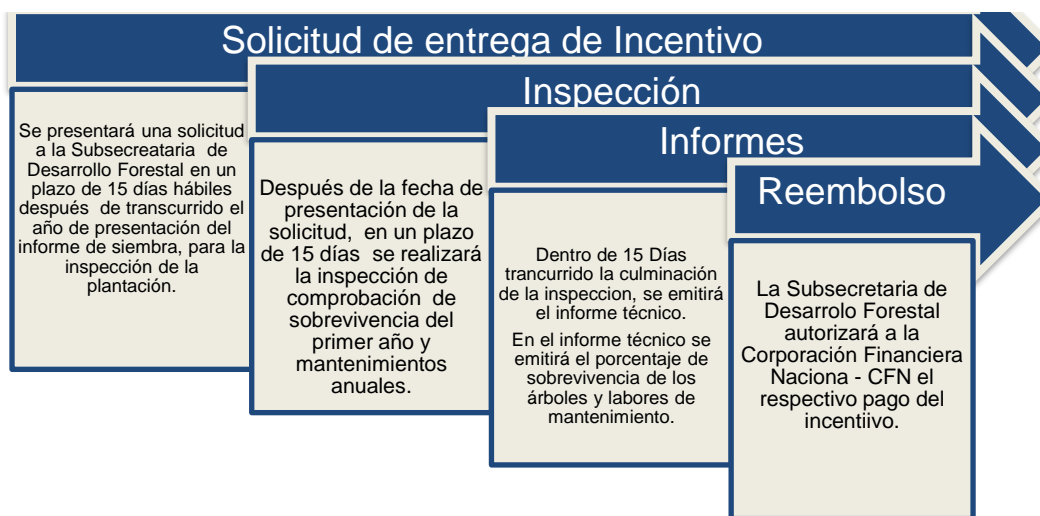 Solicitud de entrega de Incentivo
Se presentará una solicitud
a la Subsecreataria de
Desarrollo Forestal en un
plazo de 15 días hábiles
después de transcurrido el
año de presentación del
informe de siembra, para la
inspección de la
plantación.
Inspección
Después de la fecha de
presentación de la
solicitud, en un plazo
de 15 días se realizará
la inspección de
comprobación de
sobrevivencia del
primer año y
mantenimientos
anuales.
Informes
Dentro de 15 Días
trancurrido la culminación
de la inspeccion, se emitirá
el informe técnico.
En el informe técnico se
emitirá el porcentaje de
sobrevivencia de los
árboles y labores de
mantenimiento.
Reembolso
La Subsecretaria de
Desarrolo Forestal
autorizará a la
Corporación Financiera
Naciona - CFN el
respectivo pago del
incentiivo.